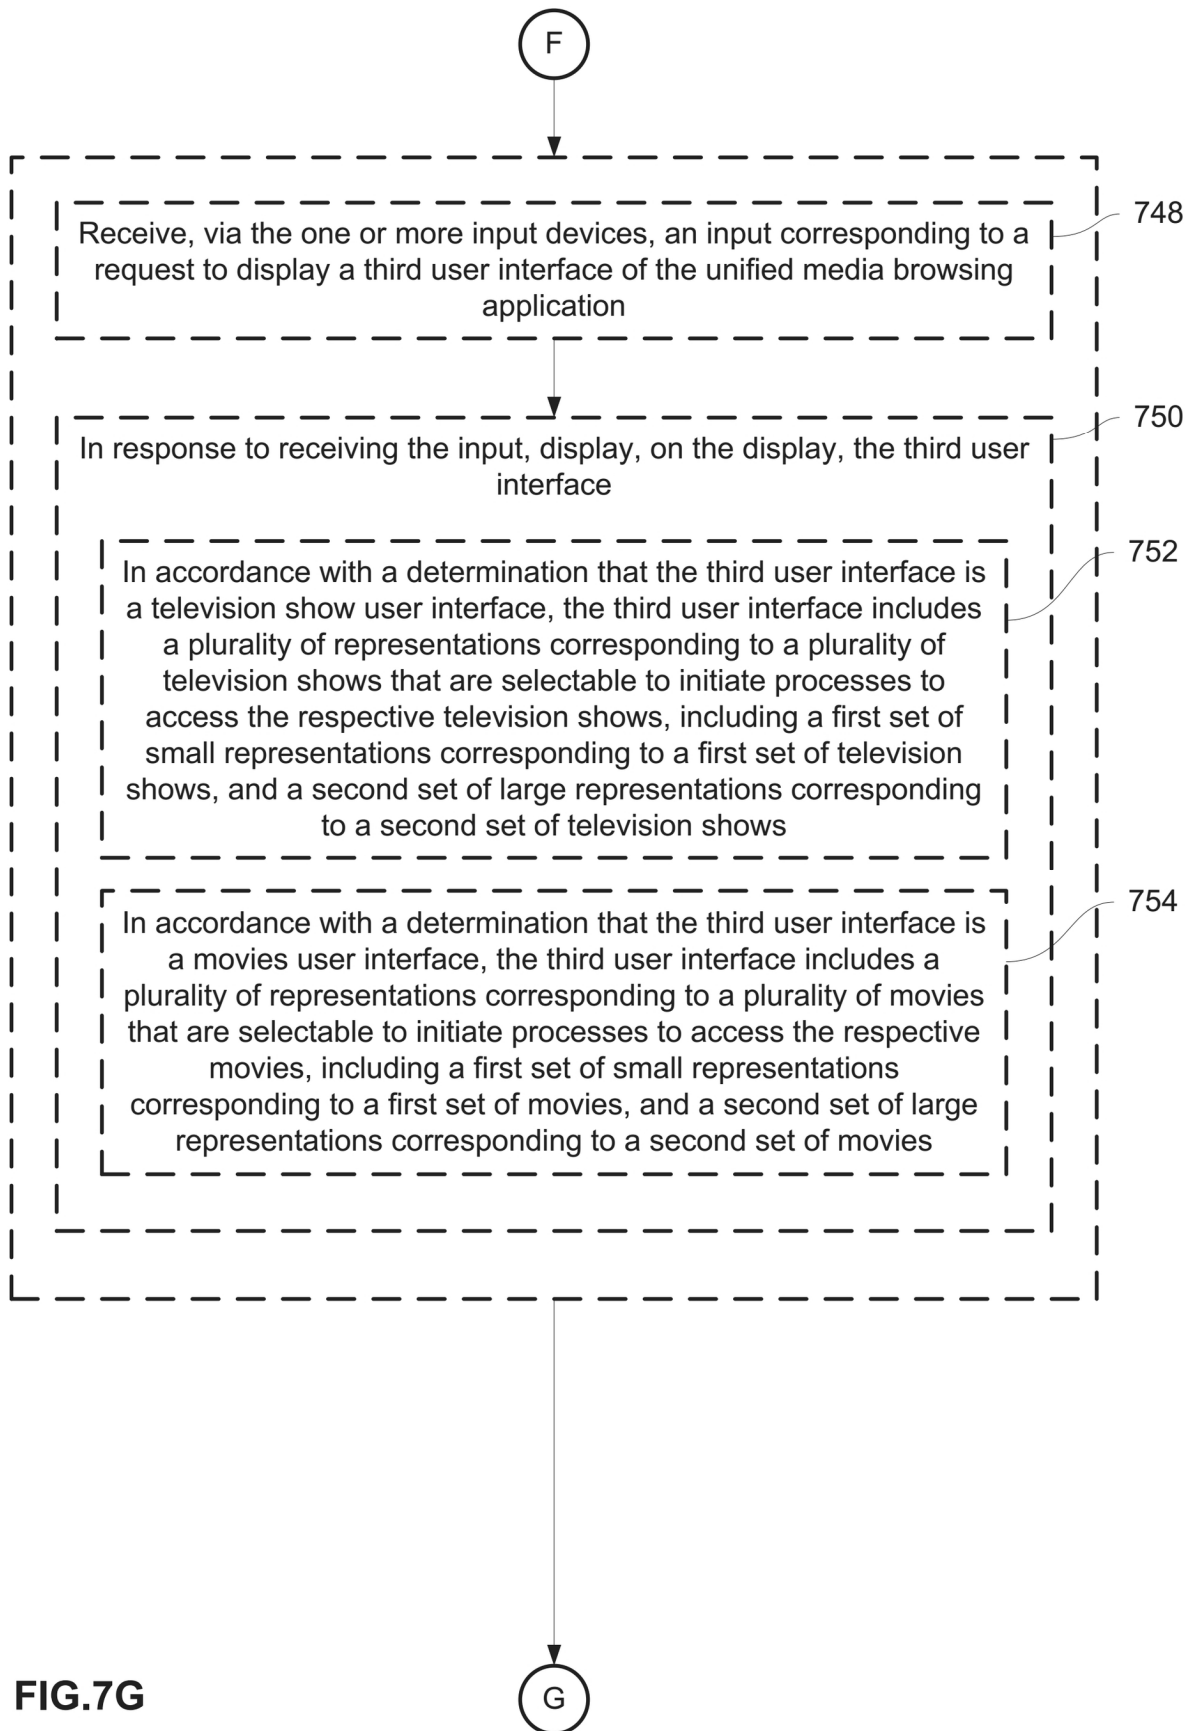 F
748
Receive, via the one or more input devices, an input corresponding to a
request to display a third user interface of the unified media browsing
application
750
In response to receiving the input, display, on the display, the third user
interface
752
In accordance with a determination that the third user interface is
a television show user interface, the third user interface includes
a plurality of representations corresponding to a plurality of
television shows that are selectable to initiate processes to
access the respective television shows, including a first set of
small representations corresponding to a first set of television
shows, and a second set of large representations corresponding
to a second set of television shows
754
In accordance with a determination that the third user interface is
a movies user interface, the third user interface includes a
plurality of representations corresponding to a plurality of movies
that are selectable to initiate processes to access the respective
movies, including a first set of small representations
corresponding to a first set of movies, and a second set of large
representations corresponding to a second set of movies
FIG.7G
G